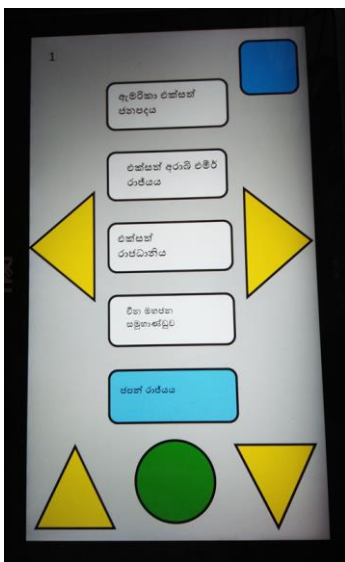 1
ඇමරිකා එක්සත්
ජනපදය
එක්සත් අරාබි එමීර්
රාජ්යය
එක්සත්
රාජධානිය
චීන මහජන
සමුහාණ්ඩුව
ජපන් රාජ්යය